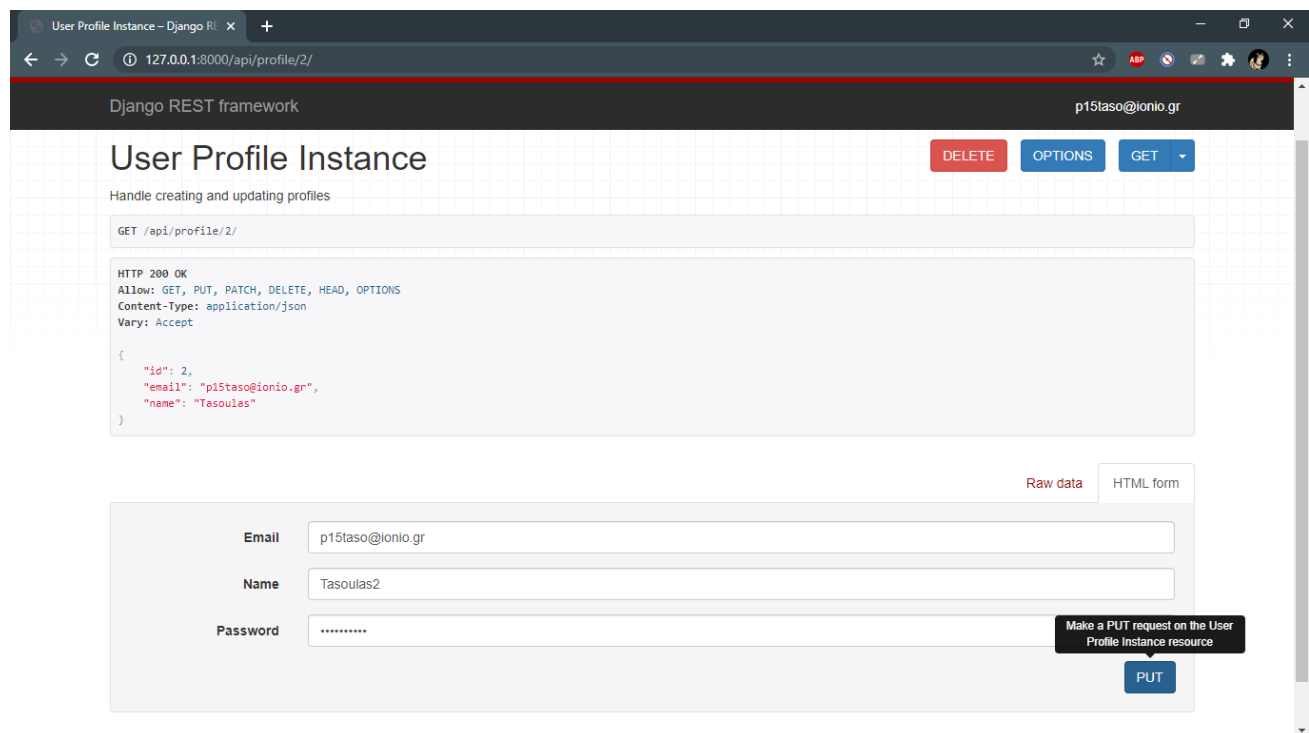 User Profile Instance – Django RE
127.0.0.1:8000/api/profile/2/
ABP
Django REST framework
p15taso@ionio.gr
User Profile Instance
DELETE
OPTIONS
GET
Handle creating and updating profiles
GET /api/profile/2/
HTTP 200 OK
Allow: GET, PUT, PATCH, DELETE, HEAD, OPTIONS
Content-Type: application/json
Vary: Accept
{
"id": 2,
"email": "p15taso@ionio.gr",
"name": "Tasoulas"
}
Raw data
HTML form
Email
p15taso@ionio.gr
Name
Tasoulas2
Password
••••••••••
Make a PUT request on the User
Profile Instance resource
PUT